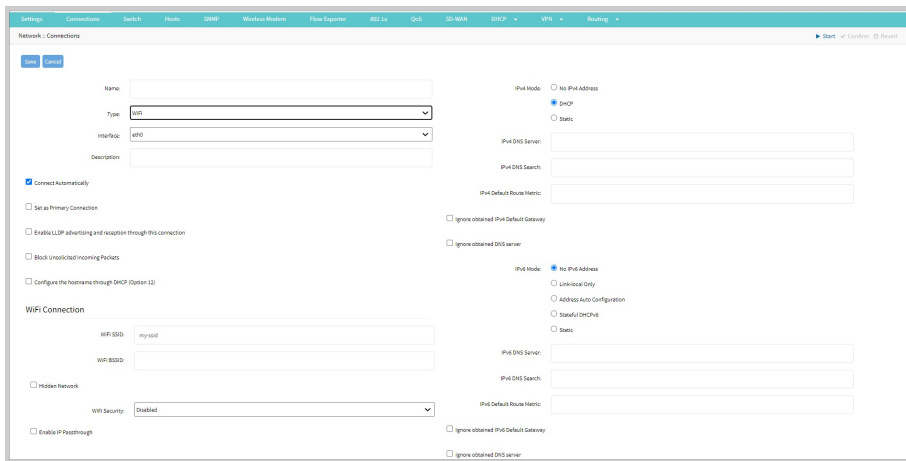 Settings Connections Switch Hosts SNMP Wireless Modem Flow Exporter 802.1x QoS SD-WAN DHCP VPN Routing
Network :: Connections
Start Confirm Revert
Save Cancel
Name:
Type: WiFi
Interface: eth0
Description:
Connect Automatically
Set as Primary Connection
Enable LLDP advertising and reception through this connection
Block Unsolicited Incoming Packets
Configure the hostname through DHCP (Option 12)
WiFi Connection
WiFi SSID: my-ssid
WiFi BSSID:
Hidden Network
WiFi Security: Disabled
Enable IP Passthrough
IPv4 Mode: No IPv4 Address
DHCP
Static
IPv4 DNS Server:
IPv4 DNS Search:
IPv4 Default Route Metric:
Ignore obtained IPv4 Default Gateway
Ignore obtained DNS server
IPv6 Mode: No IPv6 Address
Link-local Only
Address Auto Configuration
Stateful DHCPv6
Static
IPv6 DNS Server:
IPv6 DNS Search:
IPv6 Default Route Metric:
Ignore obtained IPv6 Default Gateway
Ignore obtained DNS server